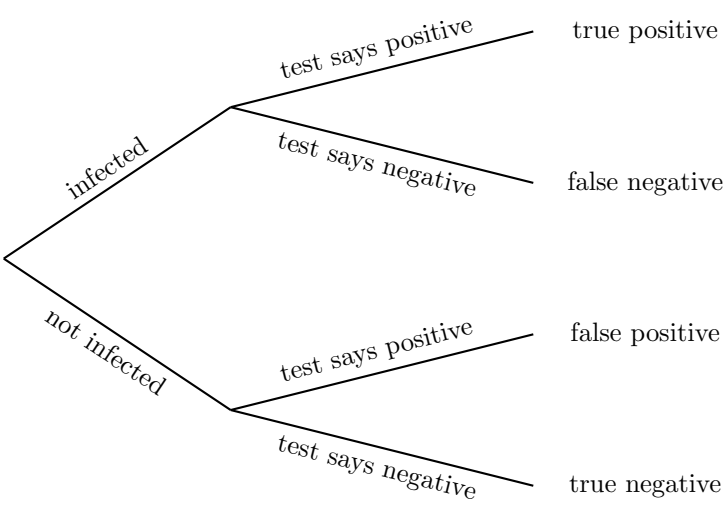 test says positive
true positive
infected
test says negative
false negative
not infected
test says positive
false positive
test says negative
true negative